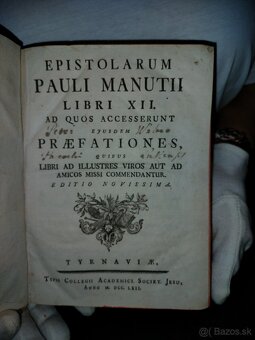 EPISTOLARUM
PAULI MANUTII
LIBRI XII.
AD QUOS ACCESSERUNT
EJUSDEM
PRÆFATIONES,
QUIBUS
LIBRI AD ILLUSTRES VIROS AUT AD
AMICOS MISSI COMMENDANTUR.
EDITIO NOVISSIMA.
TYRNAVIÆ,
TYPIS COLLEGII ACADEMICI SOCIET. JESU,
ANNO M. DCC. LXII.
Bazos.sk